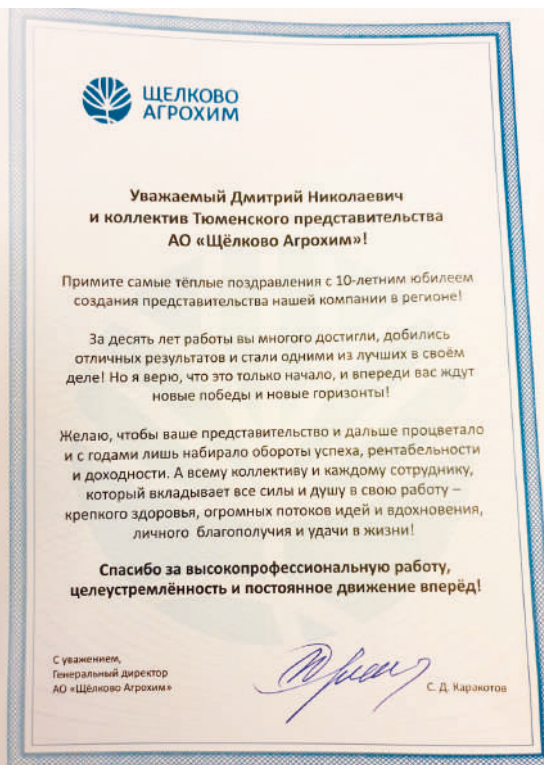 ЩЕЛКОВО
АГРОХИМ
Уважаемый Дмитрий Николаевич
и коллектив Тюменского представительства
АО «Щёлково Агрохим»!
Примите самые тёплые поздравления с 10-летним юбилеем
создания представительства нашей компании в регионе!
За десять лет работы вы многого достигли, добились
отличных результатов и стали одними из лучших в своём
деле! Но я верю, что это только начало, и впереди вас ждут
новые победы и новые горизонты!
Желаю, чтобы ваше представительство и дальше процветало
и с годами лишь набирало обороты успеха, рентабельности
и доходности. А всему коллективу и каждому сотруднику,
который вкладывает все силы и душу в свою работу –
крепкого здоровья, огромных потоков идей и вдохновения,
личного благополучия и удачи в жизни!
Спасибо за высокопрофессиональную работу,
целеустремлённость и постоянное движение вперёд!
С уважением,
Генеральный директор
АО «Щёлково Агрохим»
С. Д. Каракотов